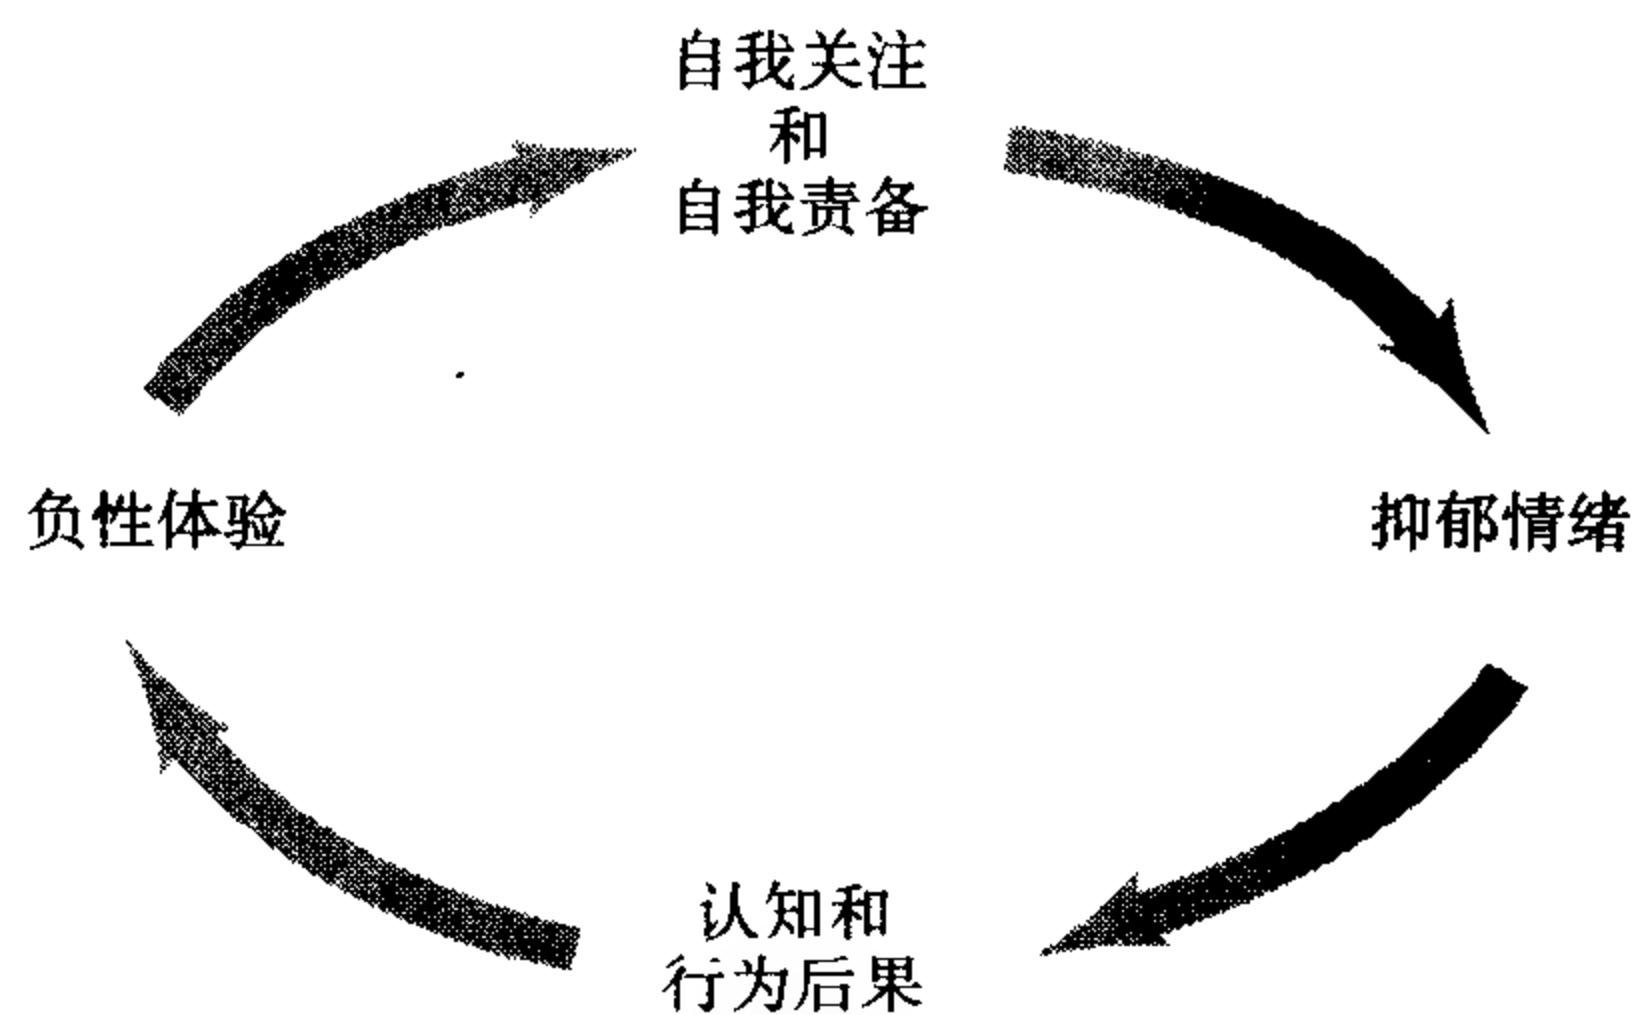 自我关注
和
自我责备
负性体验
抑郁情绪
认知和
行为后果